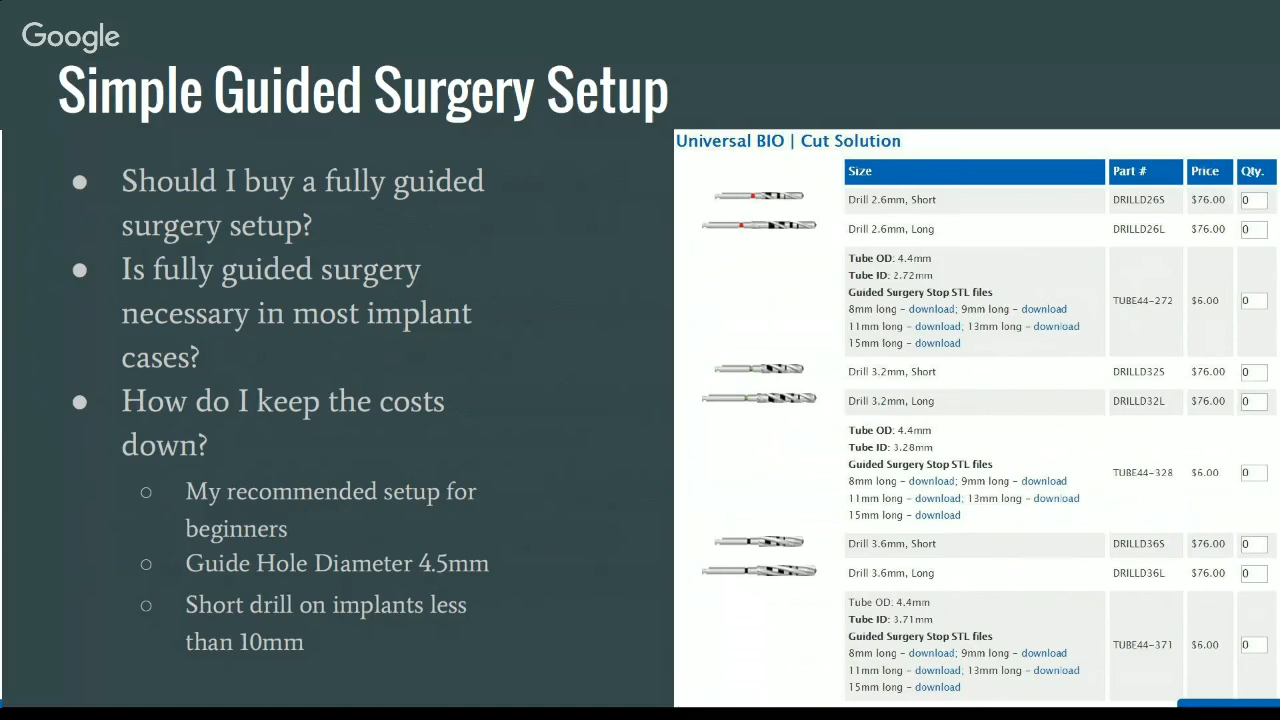 Google
Simple Guided Surgery Setup
● Should I buy a fully guided
surgery setup?
● Is fully guided surgery
necessary in most implant
cases?
● How do I keep the costs
down?
○ My recommended setup for
beginners
○ Guide Hole Diameter 4.5mm
○ Short drill on implants less
than 10mm
Universal BIO | Cut Solution
Size Part # Price Qty.
Drill 2.6mm, Short DRILLD26S $76.00 0
Drill 2.6mm, Long DRILLD26L $76.00 0
Tube OD: 4.4mm
Tube ID: 2.72mm
Guided Surgery Stop STL files
8mm long – download; 9mm long – download TUBE44-272 $6.00 0
11mm long – download; 13mm long – download
15mm long – download
Drill 3.2mm, Short DRILLD32S $76.00 0
Drill 3.2mm, Long DRILLD32L $76.00 0
Tube OD: 4.4mm
Tube ID: 3.28mm
Guided Surgery Stop STL files
8mm long – download; 9mm long – download TUBE44-328 $6.00 0
11mm long – download; 13mm long – download
15mm long – download
Drill 3.6mm, Short DRILLD36S $76.00 0
Drill 3.6mm, Long DRILLD36L $76.00 0
Tube OD: 4.4mm
Tube ID: 3.71mm
Guided Surgery Stop STL files
8mm long – download; 9mm long – download TUBE44-371 $6.00 0
11mm long – download; 13mm long – download
15mm long – download